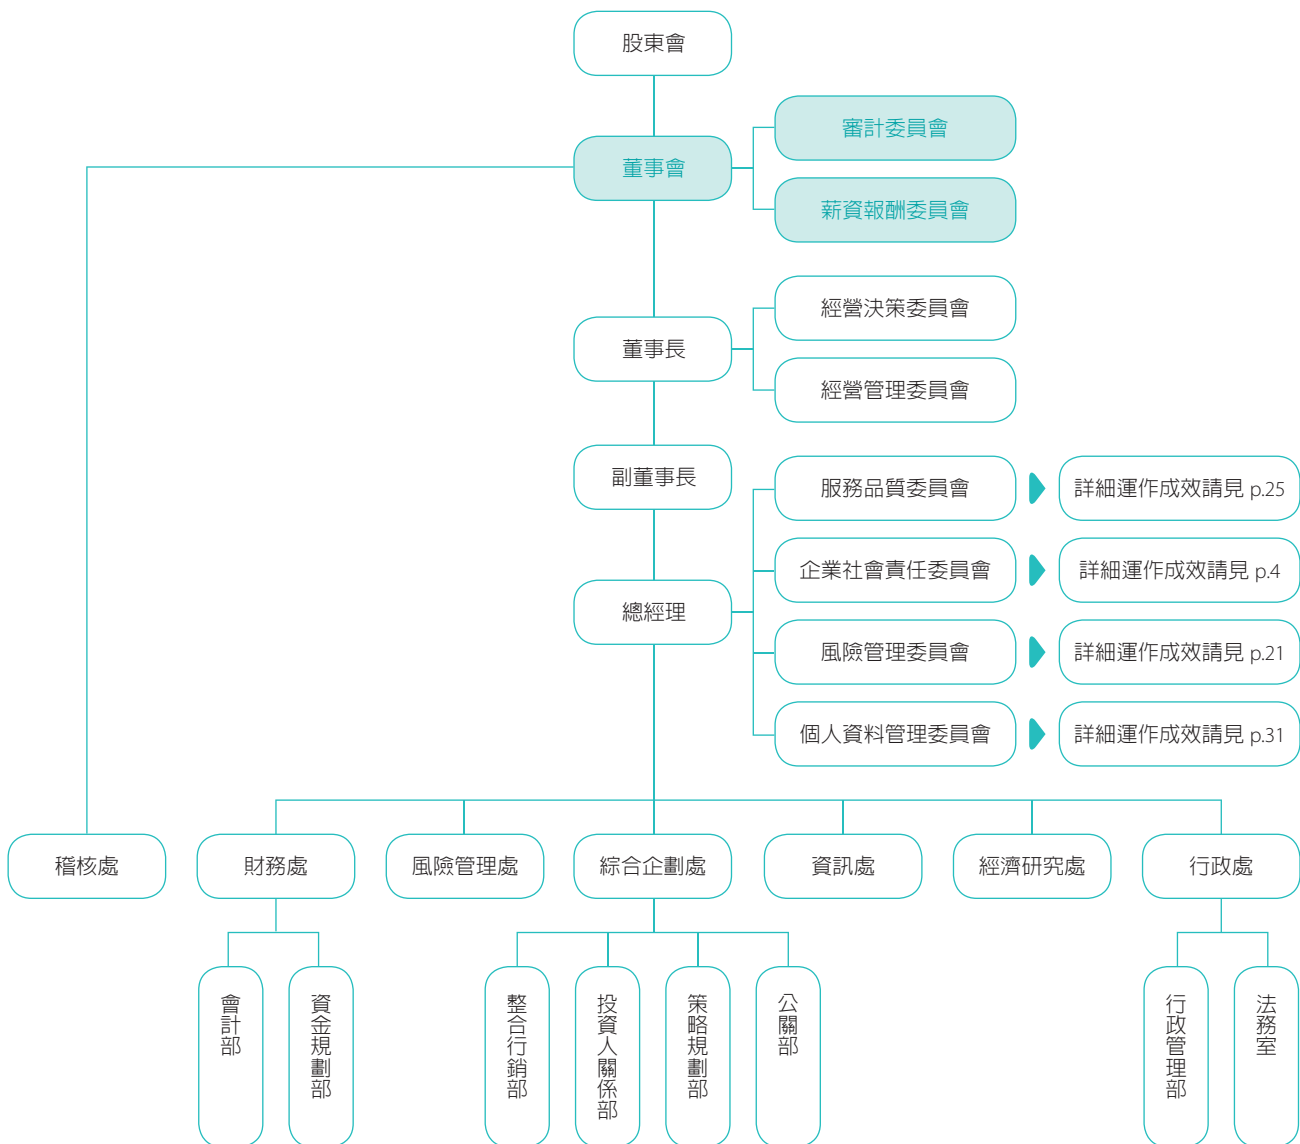 股東會
審計委員會
董事會
薪資報酬委員會
經營決策委員會
董事長
經營管理委員會
副董事長
服務品質委員會
詳細運作成效請見 p.25
企業社會責任委員會
詳細運作成效請見 p.4
總經理
風險管理委員會
詳細運作成效請見 p.21
個人資料管理委員會
詳細運作成效請見 p.31
稽核處
財務處
風險管理處
綜合企劃處
資訊處
經濟研究處
行政處
會計部
資金規劃部
整合行銷部
投資人關係部
策略規劃部
公關部
行政管理部
法務室